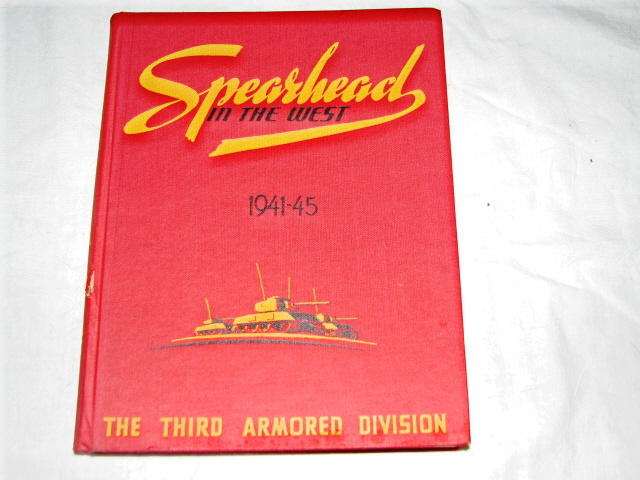 Spearhead
IN THE WEST
1941-45
THE THIRD ARMORED DIVISION